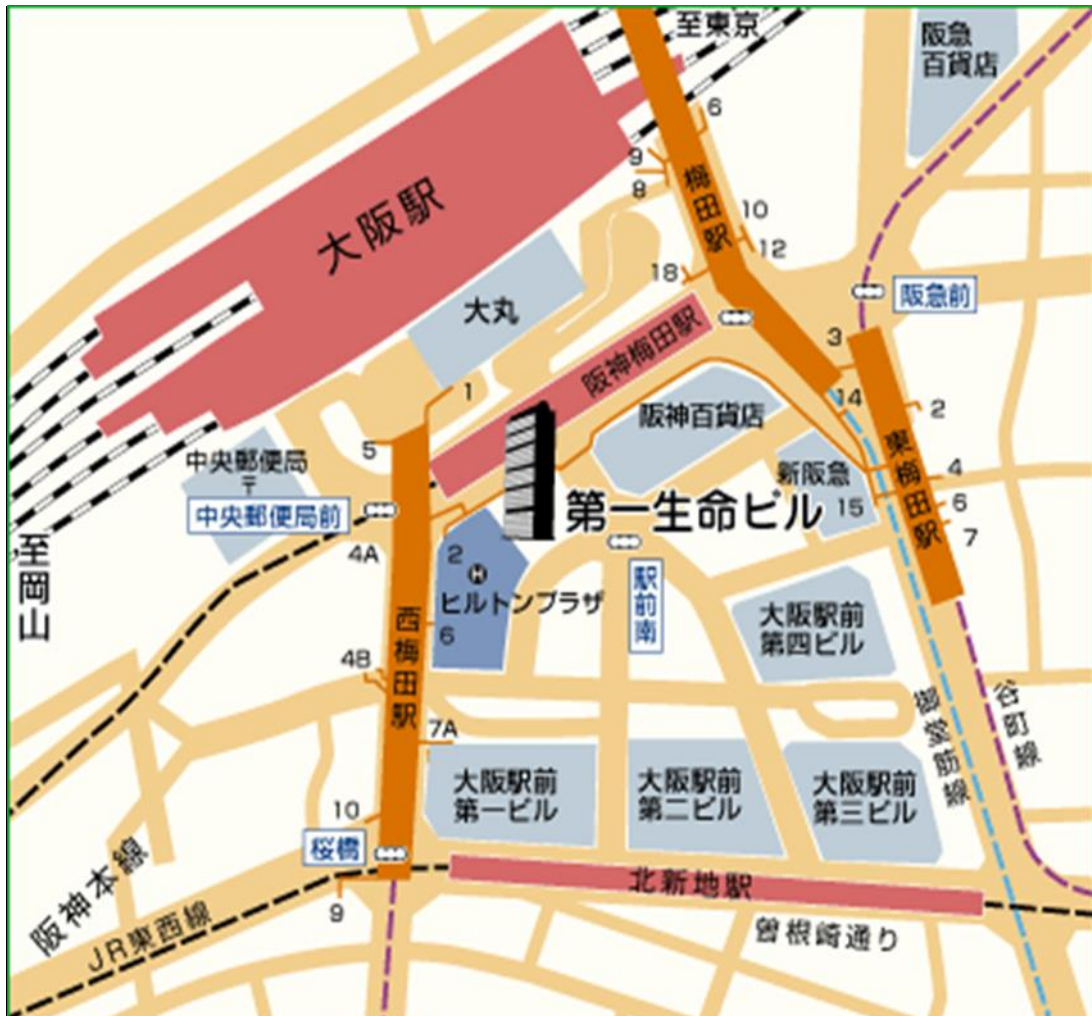 至東京
阪急
百貨店
6
9
8
梅田駅
10
12
大阪駅
18
阪急前
大丸
阪神梅田駅
3
1
14
2
阪神百貨店
5
中央郵便局
〒
東梅田駅
新阪急
4
15
6
7
中央郵便局前
第一生命ビル
至岡山
4A
2
H
駅前南
ヒルトンプラザ
6
大阪駅前
第四ビル
西梅田駅
4B
谷町線
御堂筋線
7A
大阪駅前
第一ビル
大阪駅前
第二ビル
大阪駅前
第三ビル
10
桜橋
阪神本線
北新地駅
9
JR東西線
曽根崎通り